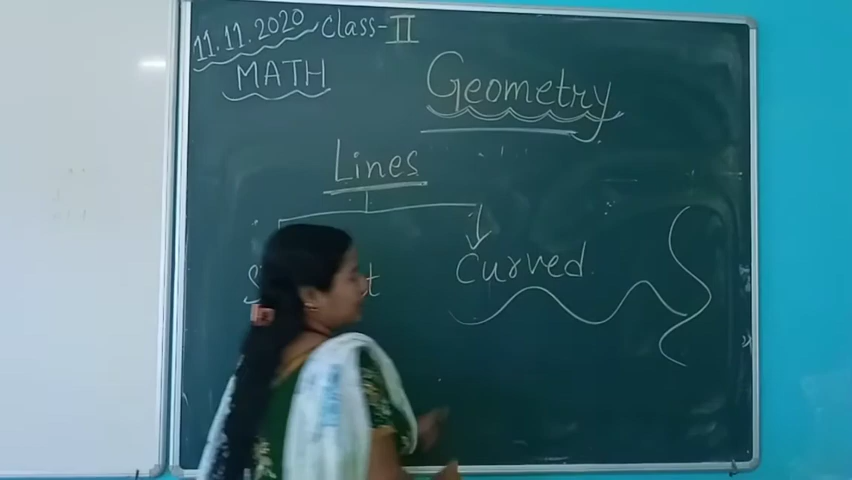 11.11.2020 Class-II
MATH
Geometry
Lines
Curved